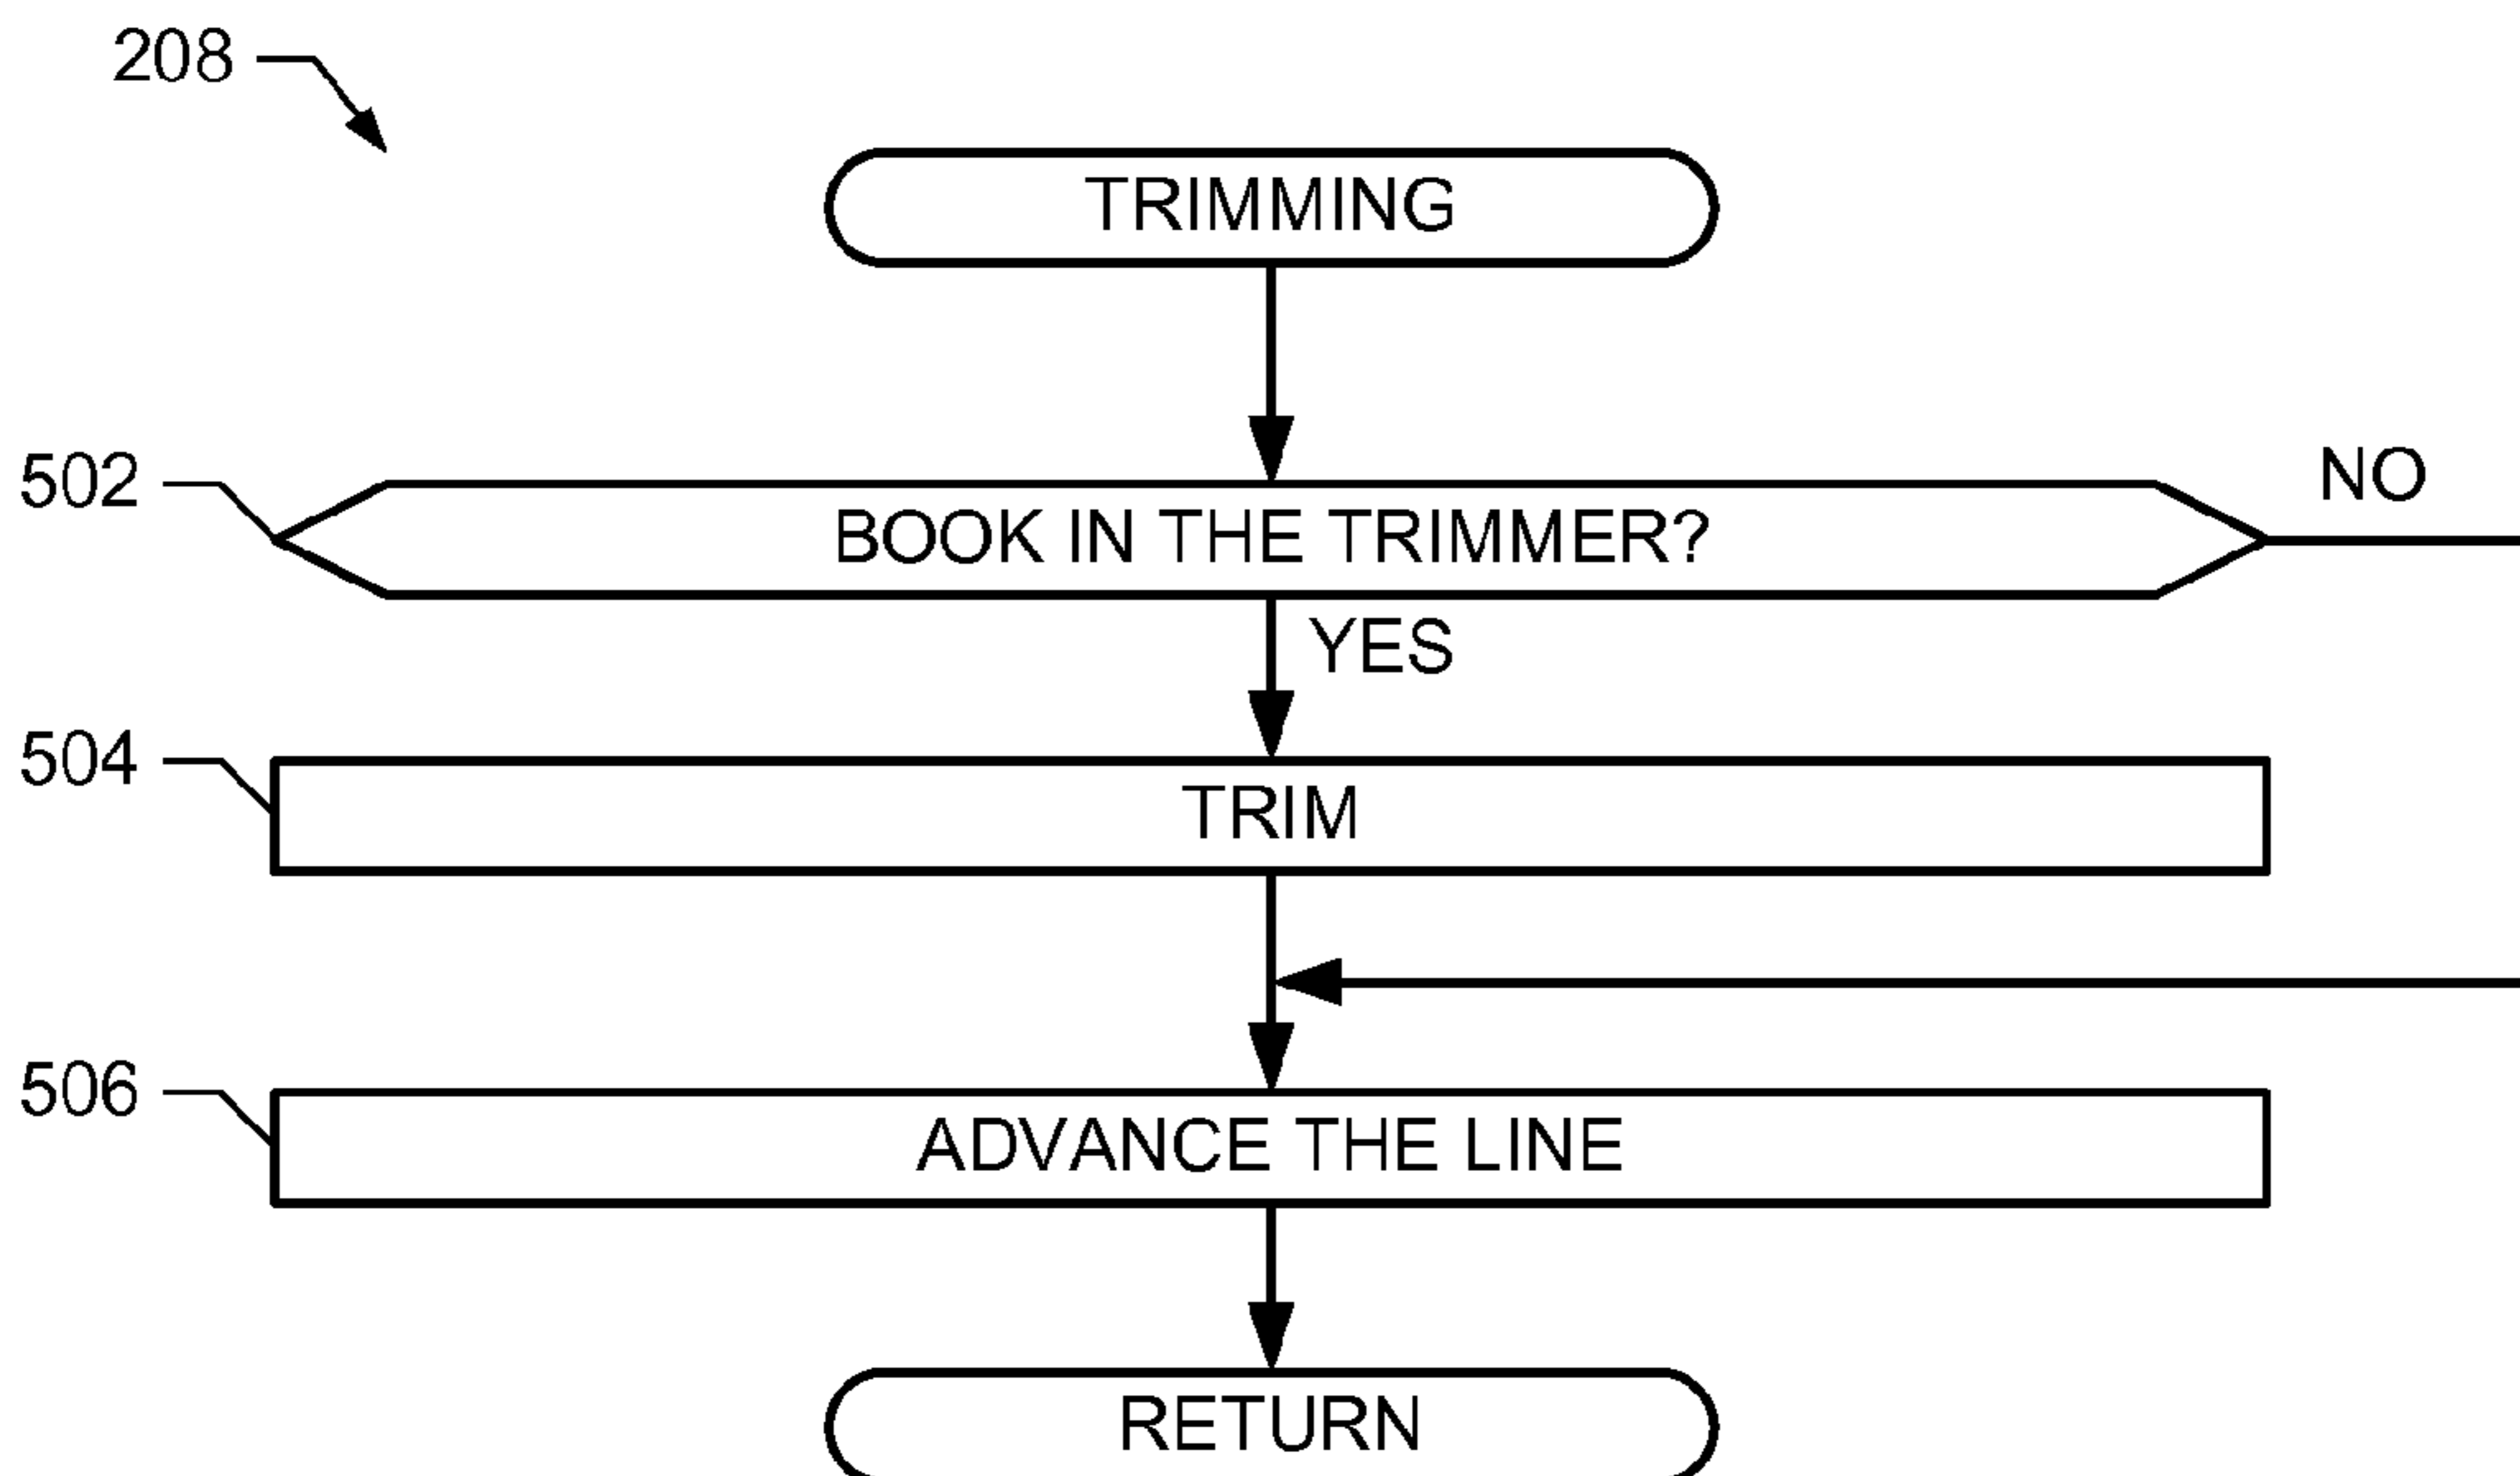 208
TRIMMING
502
BOOK IN THE TRIMMER?
NO
YES
504
TRIM
506
ADVANCE THE LINE
RETURN